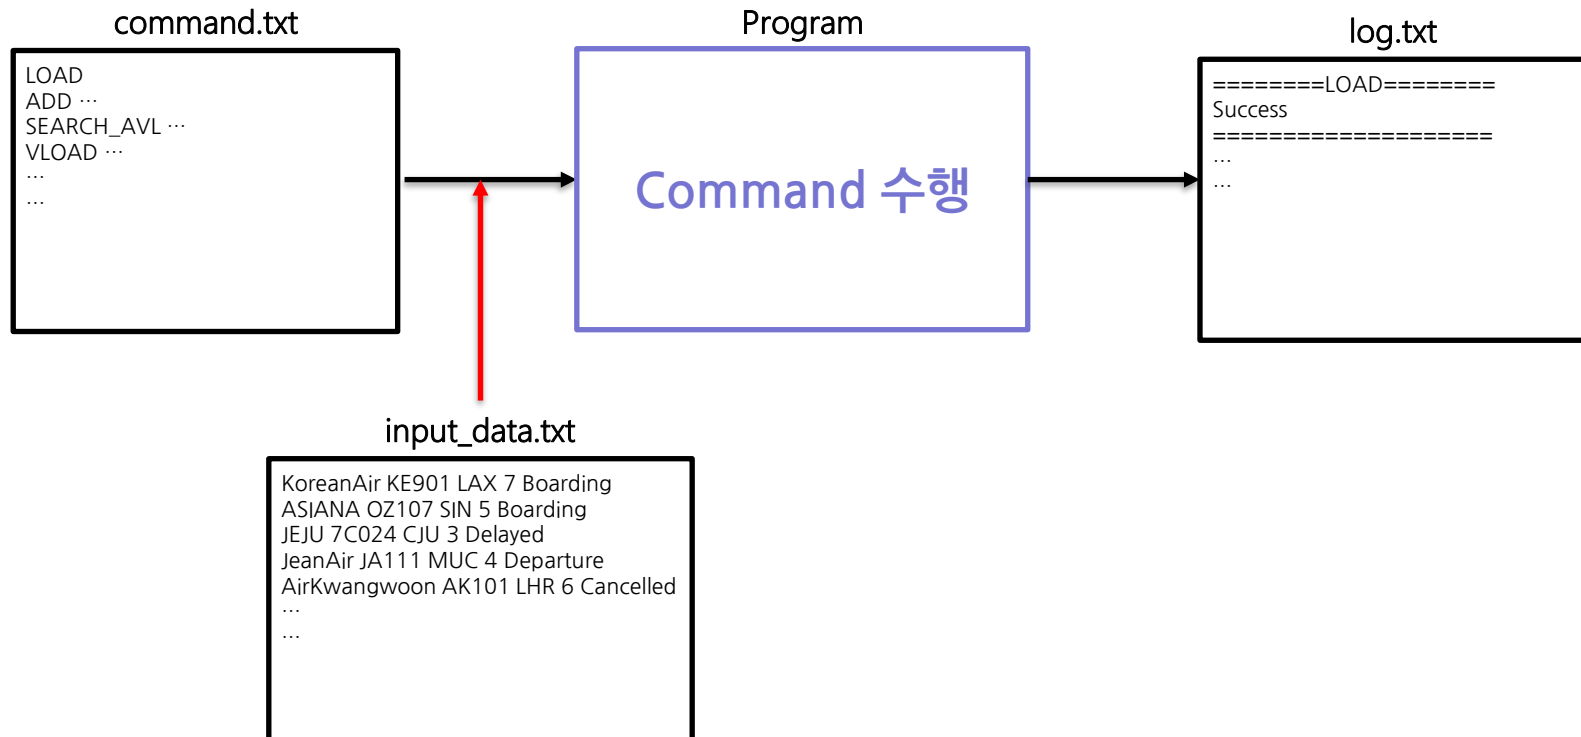 command.txt
LOAD
ADD ⋯
SEARCH_AVL ⋯
VLOAD ⋯
⋯
⋯
Program
Command 수행
log.txt
========LOAD========
Success
====================
⋯
⋯
input_data.txt
KoreanAir KE901 LAX 7 Boarding
ASIANA OZ107 SIN 5 Boarding
JEJU 7C024 CJU 3 Delayed
JeanAir JA111 MUC 4 Departure
AirKwangwoon AK101 LHR 6 Cancelled
⋯
⋯